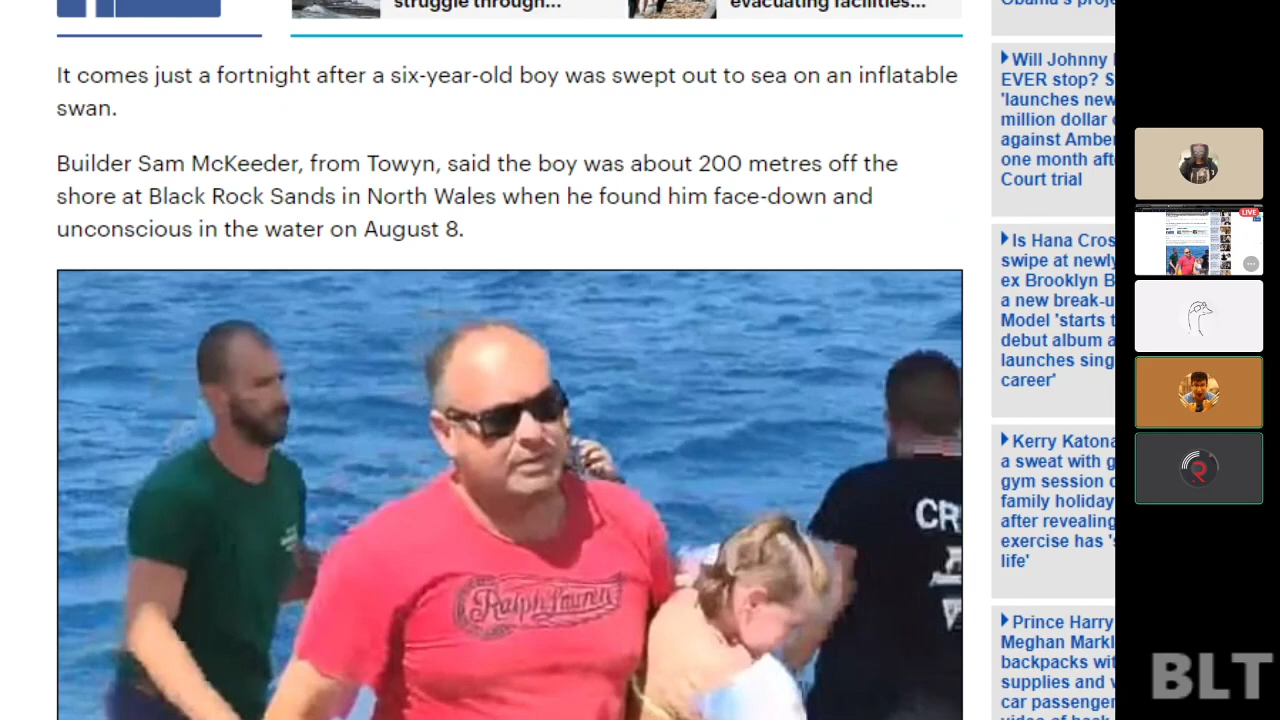 struggle through...
evacuating facilities...
It comes just a fortnight after a six-year-old boy was swept out to sea on an inflatable
swan.
Builder Sam McKeeder, from Towyn, said the boy was about 200 metres off the
shore at Black Rock Sands in North Wales when he found him face-down and
unconscious in the water on August 8.
Ralph Lauren
CR
Obama's proje
Will Johnny
EVER stop? S
'launches new
million dollar
against Amber
one month aft
Court trial
Is Hana Cros
swipe at newly
ex Brooklyn B
a new break-u
Model 'starts t
debut album a
launches sing
career'
Kerry Katona
a sweat with g
gym session
family holiday
after revealing
exercise has '
life'
Prince Harry
Meghan Markl
backpacks wit
supplies and
car passenger
LIVE
BLT